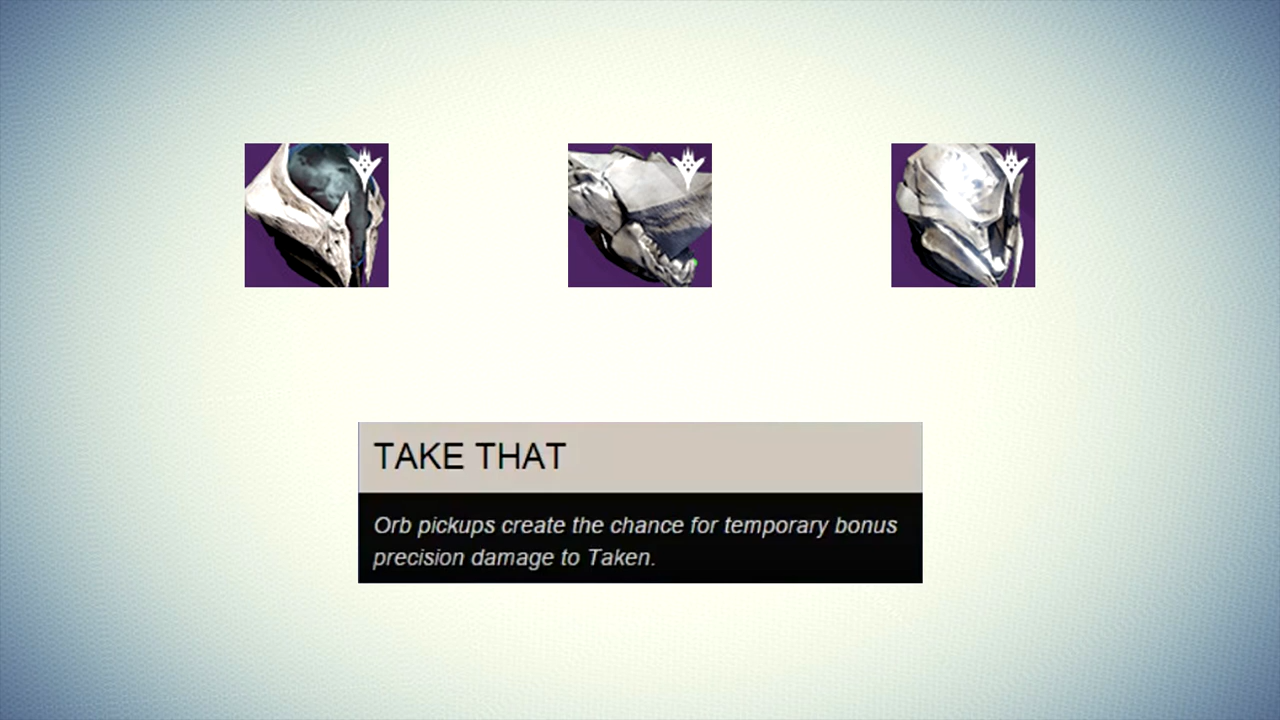 TAKE THAT
Orb pickups create the chance for temporary bonus
precision damage to Taken.